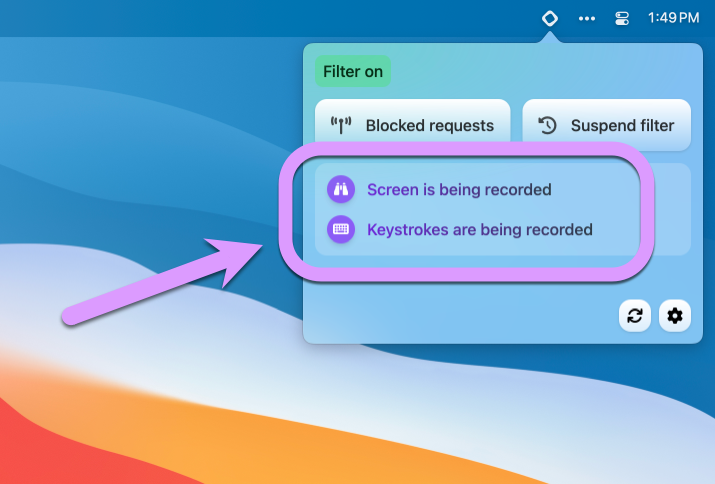 1:49 PM
Filter on
Blocked requests
Suspend filter
Screen is being recorded
Keystrokes are being recorded